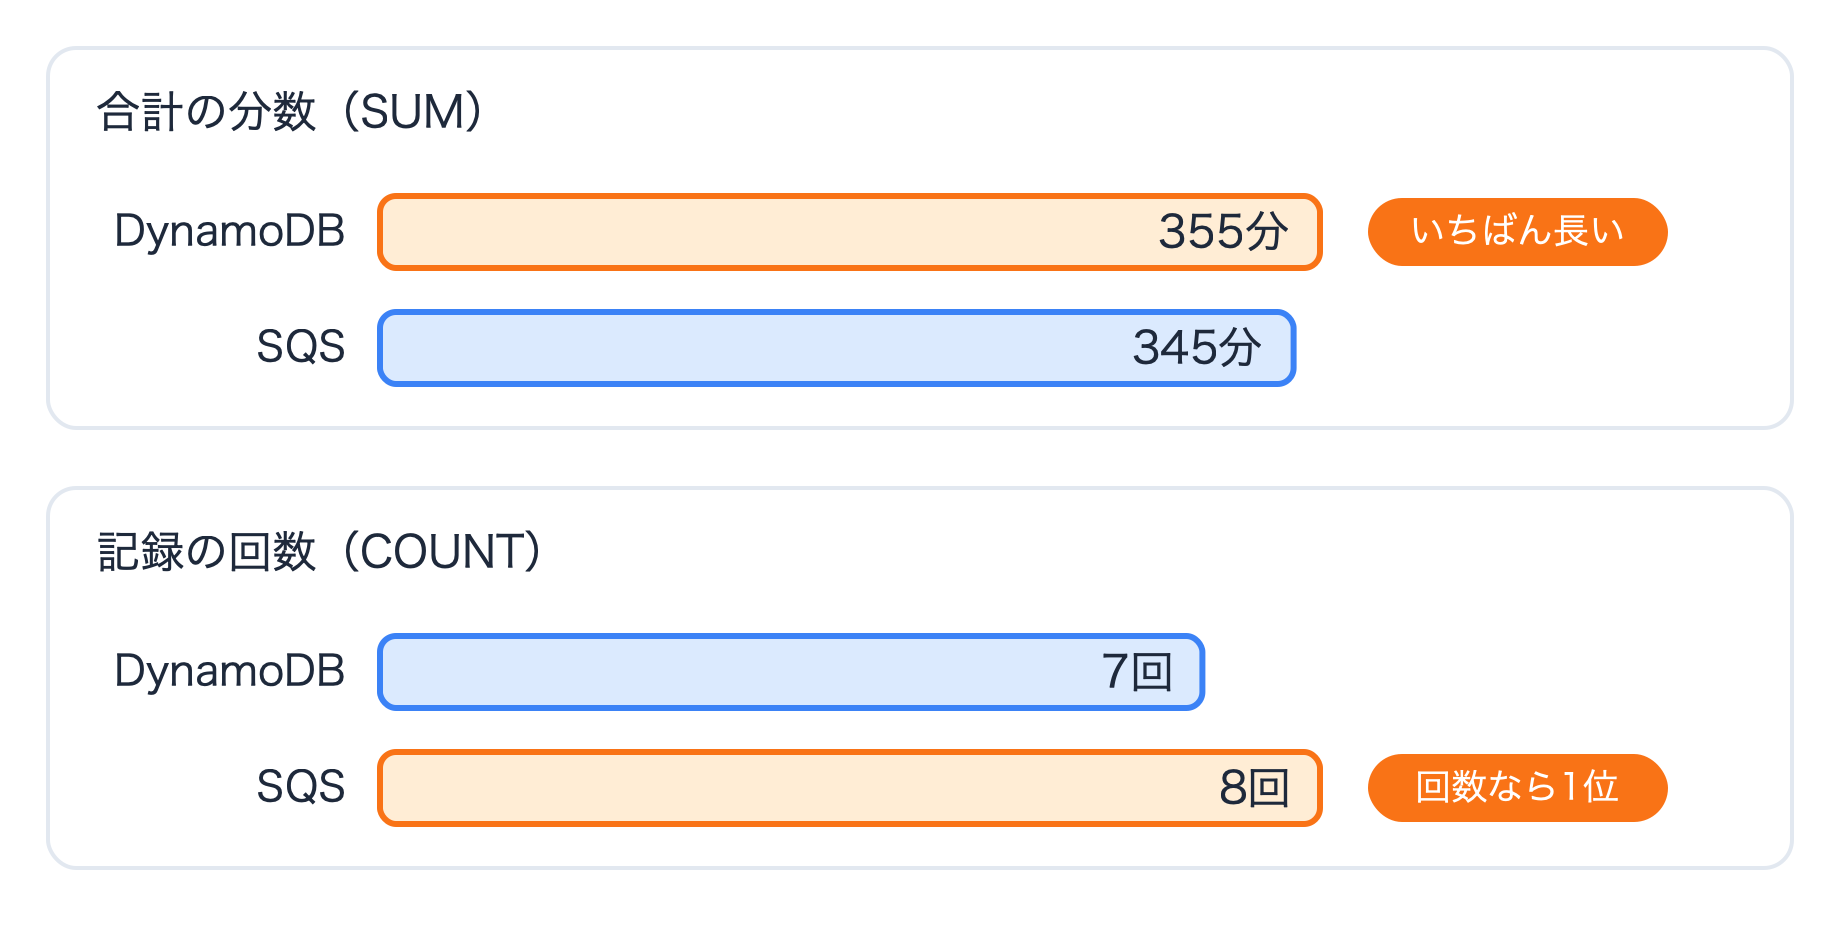 合計の分数（SUM）
DynamoDB 355分 いちばん長い
SQS 345分
記録の回数（COUNT）
DynamoDB 7回
SQS 8回 回数なら1位